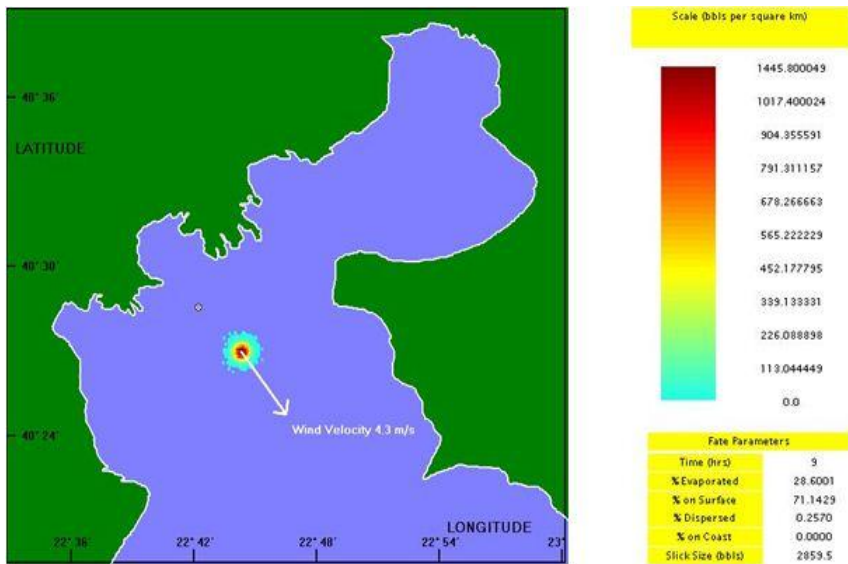 Scale (bbls per square km)
1445.800049
1017.400024
904.355591
791.311157
678.266663
565.222229
452.177795
339.133331
226.088898
113.044449
0.0
40° 36'
LATITUDE
40° 30'
40° 24'
Wind Velocity 4.3 m/s
LONGITUDE
22° 36'
22° 42'
22° 48'
22° 54'
23°
Fate Parameters
Time (hrs) 9
% Evaporated 28.6001
% on Surface 71.1429
% Dispersed 0.2570
% on Coast 0.0000
Slick Size (bbls) 2859.5